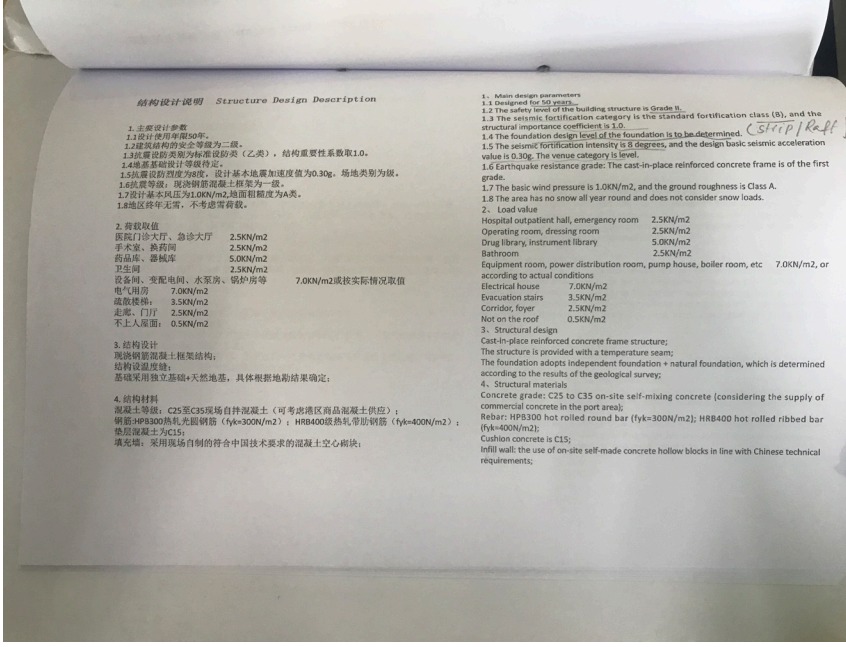 结构设计说明 Structure Design Description
1. 主要设计参数
1.1设计使用年限50年。
1.2建筑结构的安全等级为二级。
1.3抗震设防类别为标准设防类（乙类），结构重要性系数取1.0。
1.4地基基础设计等级待定。
1.5抗震设防烈度为8度，设计基本地震加速度值为0.30g。场地类别为级。
1.6抗震等级：现浇钢筋混凝土框架为一级。
1.7设计基本风压为1.0KN/m2,地面粗糙度为A类。
1.8地区终年无雪，不考虑雪荷载。
2. 荷载取值
医院门诊大厅、急诊大厅 2.5KN/m2
手术室、换药间 2.5KN/m2
药品库、器械库 5.0KN/m2
卫生间 2.5KN/m2
设备间、变配电间、水泵房、锅炉房等 7.0KN/m2或按实际情况取值
电气用房 7.0KN/m2
疏散楼梯： 3.5KN/m2
走廊、门厅 2.5KN/m2
不上人屋面： 0.5KN/m2
3. 结构设计
现浇钢筋混凝土框架结构；
结构设温度缝；
基础采用独立基础+天然地基，具体根据地勘结果确定；
4. 结构材料
混凝土等级：C25至C35现场自拌混凝土（可考虑港区商品混凝土供应）；
钢筋:HPB300热轧光圆钢筋（fyk=300N/m2）；HRB400级热轧带肋钢筋（fyk=400N/m2）；
垫层混凝土为C15；
填充墙：采用现场自制的符合中国技术要求的混凝土空心砌块；
1、Main design parameters
1.1 Designed for 50 years.
1.2 The safety level of the building structure is Grade II.
1.3 The seismic fortification category is the standard fortification class (B), and the
structural importance coefficient is 1.0.
1.4 The foundation design level of the foundation is to be determined. (Strip / Raft)
1.5 The seismic fortification intensity is 8 degrees, and the design basic seismic acceleration
value is 0.30g. The venue category is level.
1.6 Earthquake resistance grade: The cast-in-place reinforced concrete frame is of the first
grade.
1.7 The basic wind pressure is 1.0KN/m2, and the ground roughness is Class A.
1.8 The area has no snow all year round and does not consider snow loads.
2、Load value
Hospital outpatient hall, emergency room 2.5KN/m2
Operating room, dressing room 2.5KN/m2
Drug library, instrument library 5.0KN/m2
Bathroom 2.5KN/m2
Equipment room, power distribution room, pump house, boiler room, etc 7.0KN/m2, or
according to actual conditions
Electrical house 7.0KN/m2
Evacuation stairs 3.5KN/m2
Corridor, foyer 2.5KN/m2
Not on the roof 0.5KN/m2
3、Structural design
Cast-in-place reinforced concrete frame structure;
The structure is provided with a temperature seam;
The foundation adopts independent foundation + natural foundation, which is determined
according to the results of the geological survey;
4、Structural materials
Concrete grade: C25 to C35 on-site self-mixing concrete (considering the supply of
commercial concrete in the port area);
Rebar: HPB300 hot rolled round bar (fyk=300N/m2); HRB400 hot rolled ribbed bar
(fyk=400N/m2);
Cushion concrete is C15;
Infill wall: the use of on-site self-made concrete hollow blocks in line with Chinese technical
requirements;